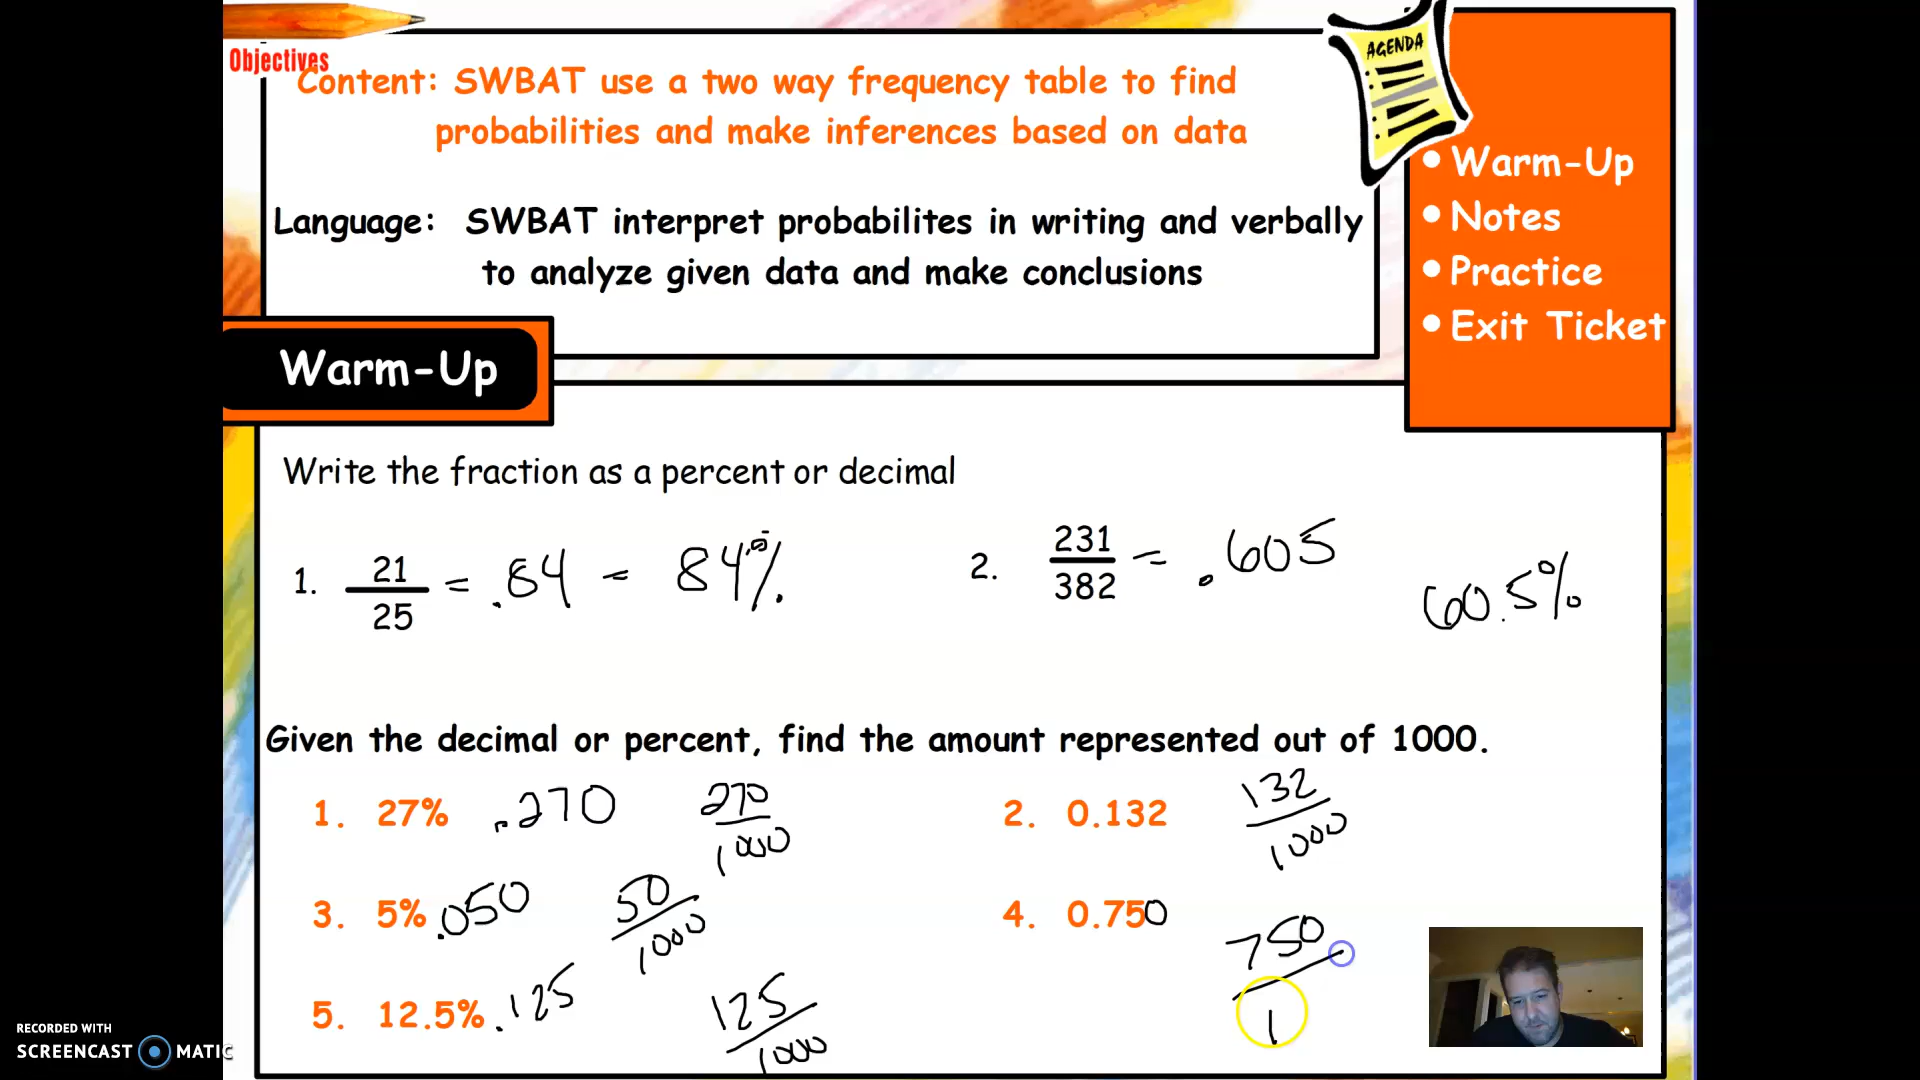 Objectives
Content: SWBAT use a two way frequency table to find
probabilities and make inferences based on data
Language: SWBAT interpret probabilites in writing and verbally
to analyze given data and make conclusions
AGENDA
• Warm-Up
• Notes
• Practice
• Exit Ticket
Warm-Up
Write the fraction as a percent or decimal
1. 21/25 = .84 = 84%
2. 231/382 = .605 60.5%
Given the decimal or percent, find the amount represented out of 1000.
1. 27% .270 270/1000
2. 0.132 132/1000
3. 5% .050 50/1000
4. 0.750 750/1
5. 12.5% .125 125/1000
RECORDED WITH
SCREENCAST MATIC